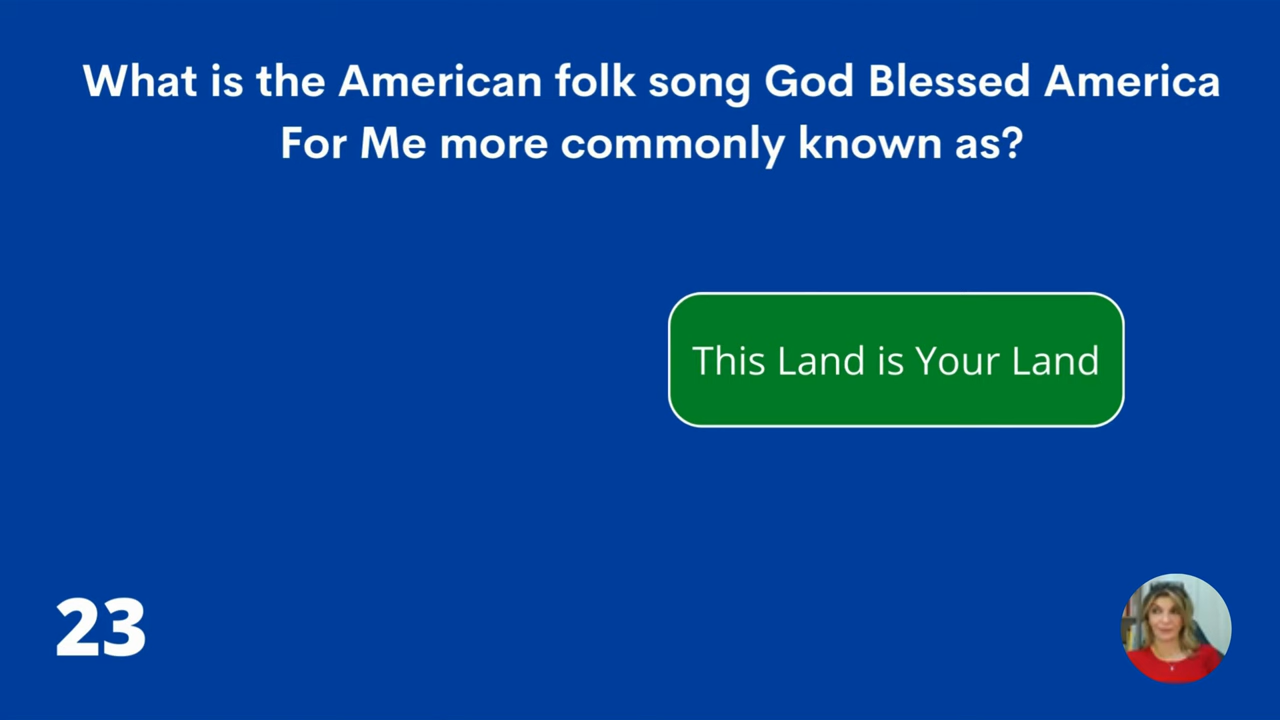 What is the American folk song God Blessed America
For Me more commonly known as?
This Land is Your Land
23